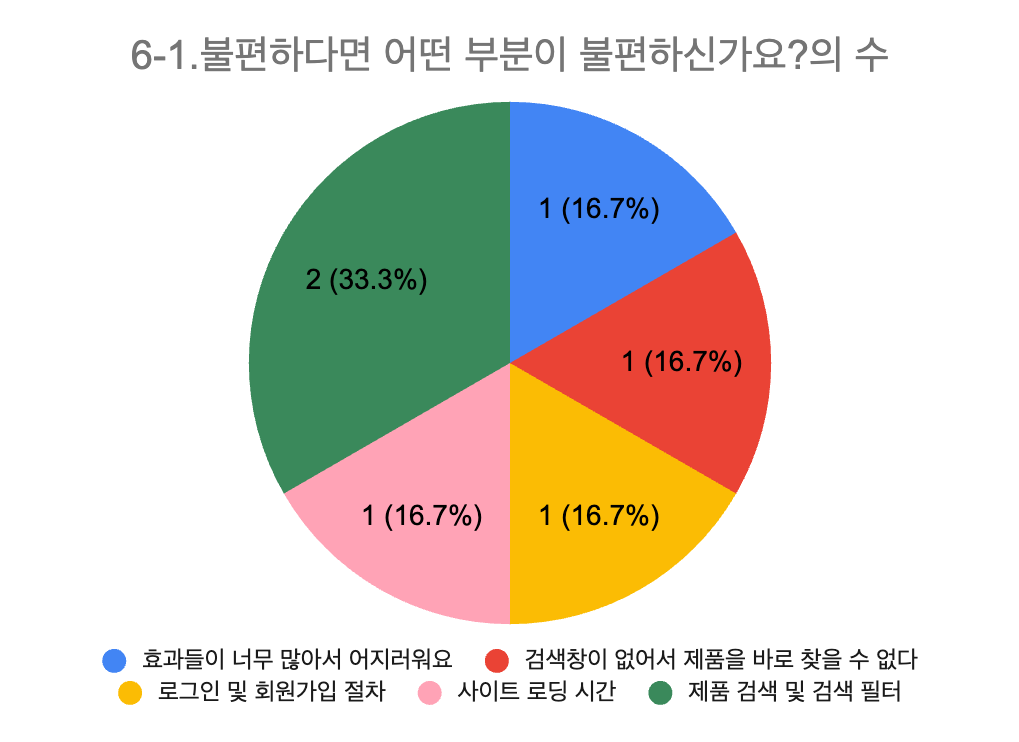 6-1.불편하다면 어떤 부분이 불편하신가요?의 수
1 (16.7%)
2 (33.3%)
1 (16.7%)
1 (16.7%)
1 (16.7%)
효과들이 너무 많아서 어지러워요
검색창이 없어서 제품을 바로 찾을 수 없다
로그인 및 회원가입 절차
사이트 로딩 시간
제품 검색 및 검색 필터